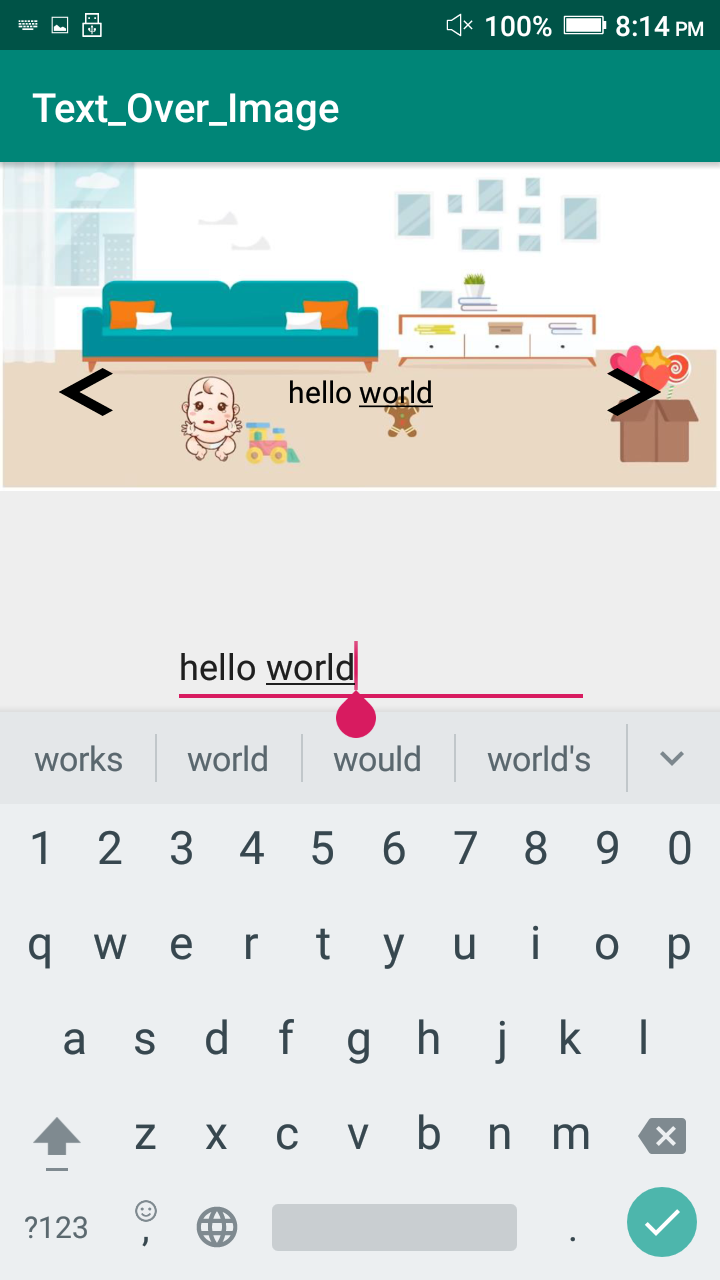 100% 8:14 PM
Text_Over_Image
< hello world >
hello world
works world would world's
1 2 3 4 5 6 7 8 9 0
q w e r t y u i o p
a s d f g h j k l
z x c v b n m
?123 , .